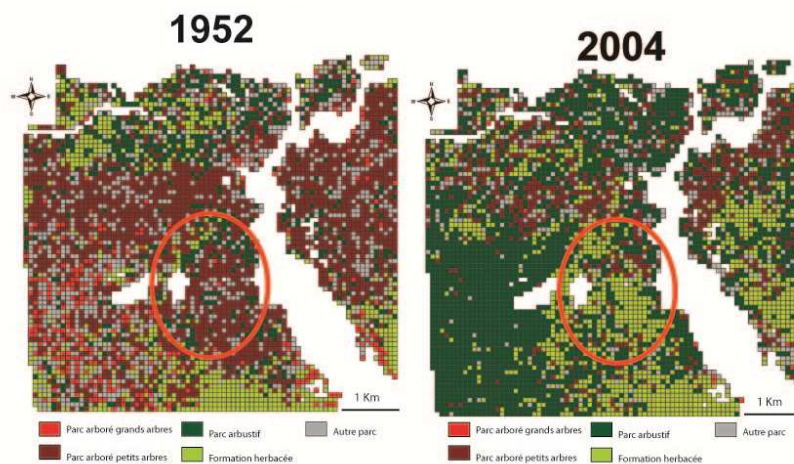 1952
2004
N
W E
S
N
W E
S
1 Km
1 Km
Parc arboré grands arbres
Parc arbustif
Autre parc
Parc arboré petits arbres
Formation herbacée
Parc arboré grands arbres
Parc arbustif
Autre parc
Parc arboré petits arbres
Formation herbacée